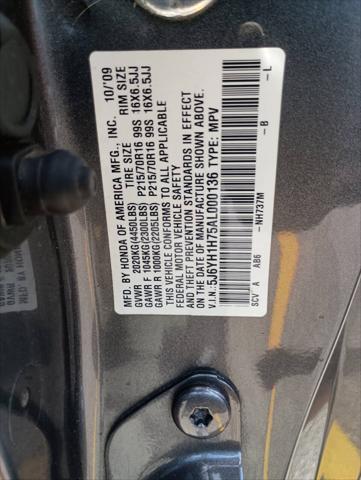 MFD. BY HONDA OF AMERICA MFG., INC. 10/'09
TIRE SIZE RIM SIZE
GVWR 2020KG(4450LBS)
GAWR F 1045KG(2305LBS) P215/70R16 99S 16X6.5JJ
GAWR R 1000KG(2205LBS) P215/70R16 99S 16X6.5JJ
THIS VEHICLE CONFORMS TO ALL APPLICABLE
FEDERAL MOTOR VEHICLE SAFETY
THEFT PREVENTION STANDARDS IN EFFECT
ON THE DATE OF MANUFACTURE SHOWN ABOVE.
V.I.N.: 5J6YH1H75AL000136 TYPE: MPV
-NH737M -B -L
SCV A AB6